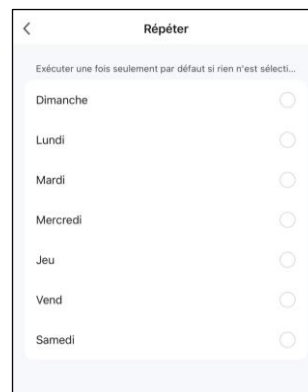 Répéter
Exécuter une fois seulement par défaut si rien n'est sélecti...
Dimanche
Lundi
Mardi
Mercredi
Jeu
Vend
Samedi